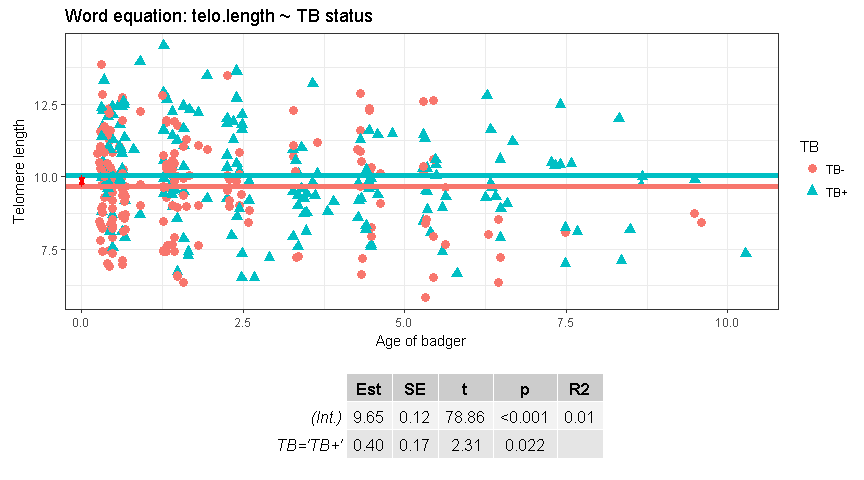 Word equation: telo.length ~ TB status
Telomere length
12.5
10.0
7.5
0.0 2.5 5.0 7.5 10.0
Age of badger
TB
TB-
TB+
Est SE t p R2
(Int.) 9.65 0.12 78.86 <0.001 0.01
TB='TB+' 0.40 0.17 2.31 0.022